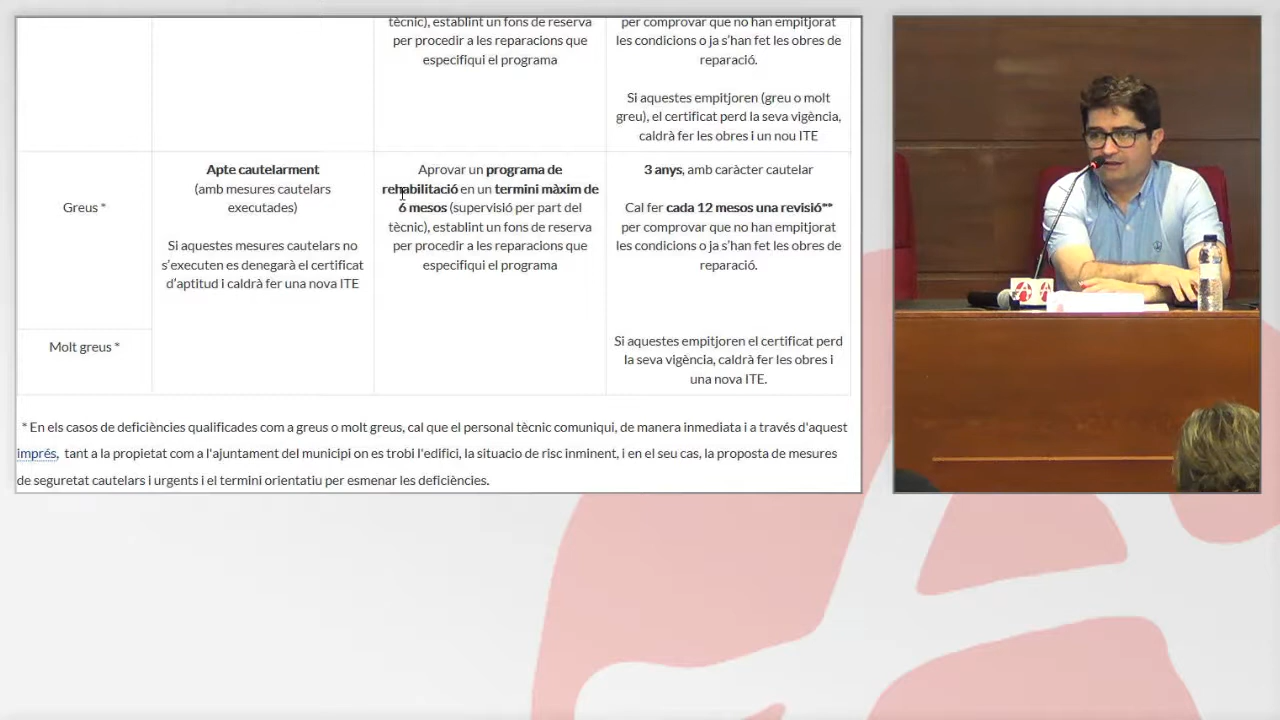 tècnic), establint un fons de reserva
per procedir a les reparacions que
especifiqui el programa
per comprovar que no han empitjorat
les condicions o ja s'han fet les obres de
reparació.
Si aquestes empitjoren (greu o molt
greu), el certificat perd la seva vigència,
caldrà fer les obres i un nou ITE
Greus *
Apte cautelarment
(amb mesures cautelars
executades)
Si aquestes mesures cautelars no
s'executen es denegarà el certificat
d'aptitud i caldrà fer una nova ITE
Aprovar un programa de
rehabilitació en un termini màxim de
6 mesos (supervisió per part del
tècnic), establint un fons de reserva
per procedir a les reparacions que
especifiqui el programa
3 anys, amb caràcter cautelar
Cal fer cada 12 mesos una revisió**
per comprovar que no han empitjorat
les condicions o ja s'han fet les obres de
reparació.
Molt greus *
Si aquestes empitjoren el certificat perd
la seva vigència, caldrà fer les obres i
una nova ITE.
* En els casos de deficiències qualificades com a greus o molt greus, cal que el personal tècnic comuniqui, de manera inmediata i a través d'aquest
imprés, tant a la propietat com a l'ajuntament del municipi on es trobi l'edifici, la situacio de risc inminent, i en el seu cas, la proposta de mesures
de seguretat cautelars i urgents i el termini orientatiu per esmenar les deficiències.